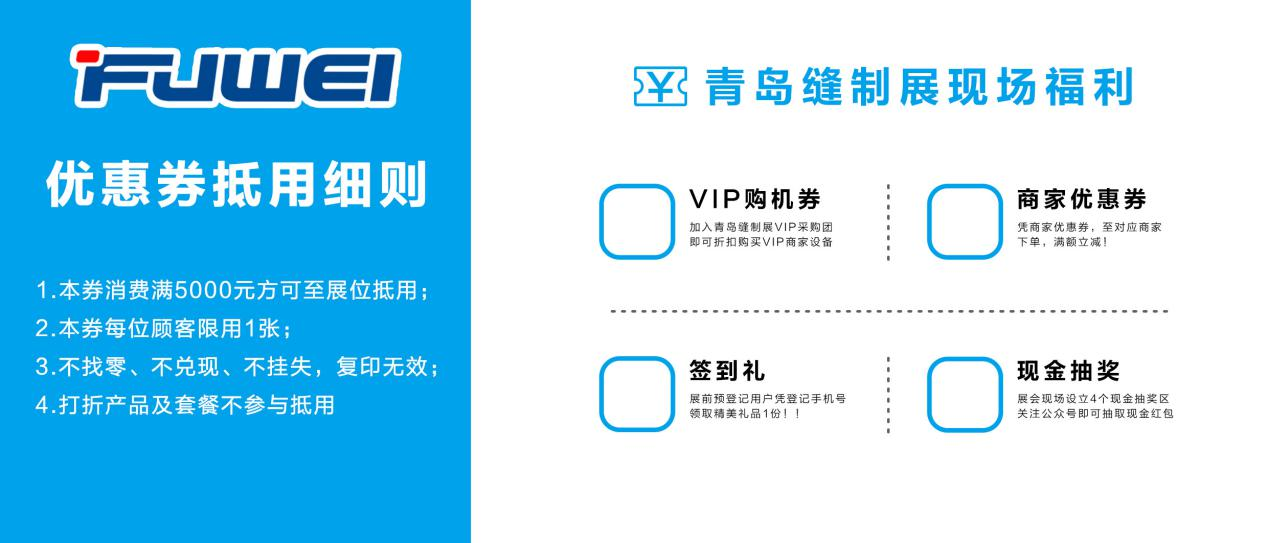 FUWEI
优惠券抵用细则
1.本券消费满5000元方可至展位抵用；
2.本券每位顾客限用1张；
3.不找零、不兑现、不挂失，复印无效；
4.打折产品及套餐不参与抵用
青岛缝制展现场福利
VIP购机券
加入青岛缝制展VIP采购团
即可折扣购买VIP商家设备
商家优惠券
凭商家优惠券，至对应商家
下单，满额立减！
签到礼
展前预登记用户凭登记手机号
领取精美礼品1份！！
现金抽奖
展会现场设立4个现金抽奖区
关注公众号即可抽取现金红包